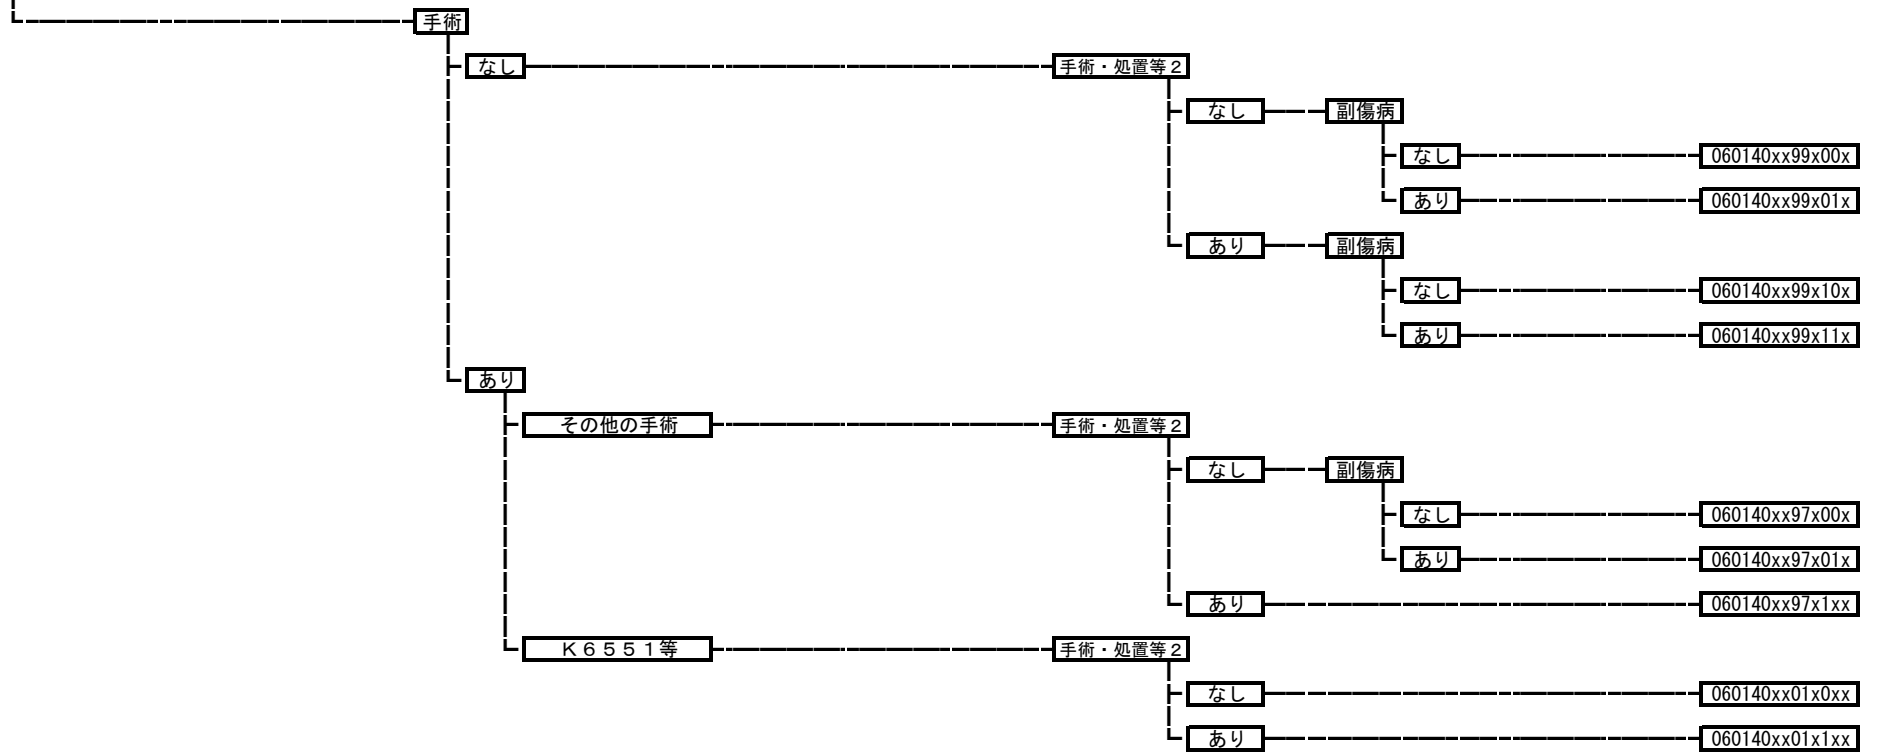 手術
なし 手術・処置等２
なし 副傷病
なし 060140xx99x00x
あり 060140xx99x01x
あり 副傷病
なし 060140xx99x10x
あり 060140xx99x11x
あり
その他の手術 手術・処置等２
なし 副傷病
なし 060140xx97x00x
あり 060140xx97x01x
あり 060140xx97x1xx
Ｋ６５５１等 手術・処置等２
なし 060140xx01x0xx
あり 060140xx01x1xx